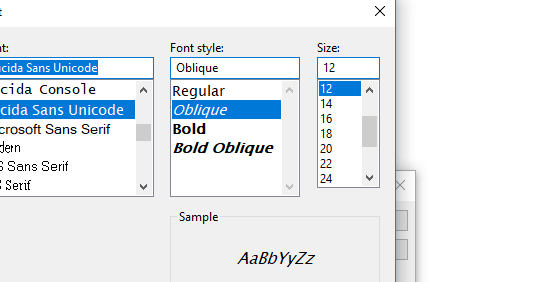 t
nt: Font style: Size:
cida Sans Unicode Oblique 12
cida Console
cida Sans Unicode
crosoft Sans Serif
dern
S Sans Serif
S Serif
Regular
Oblique
Bold
Bold Oblique
12
14
16
18
20
22
24
Sample
AaBbYyZz